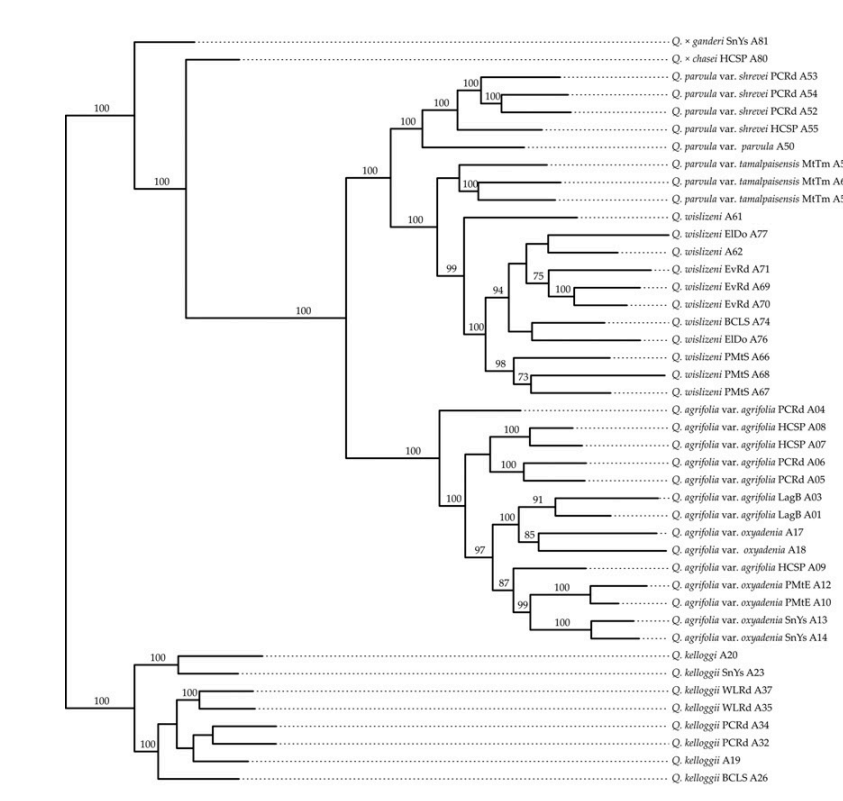 Q. × ganderi SnYs A81
Q. × chasei HCSP A80
Q. parvula var. shrevei PCRd A53
100
Q. parvula var. shrevei PCRd A54
100
Q. parvula var. shrevei PCRd A52
100
100
Q. parvula var. shrevei HCSP A55
100
Q. parvula var. parvula A50
Q. parvula var. tamalpaisensis MtTm A5
100
100
100
Q. parvula var. tamalpaisensis MtTm A6
Q. parvula var. tamalpaisensis MtTm A5
100
Q. wislizeni A61
Q. wislizeni ElDo A77
Q. wislizeni A62
99
75
Q. wislizeni EvRd A71
94
100
Q. wislizeni EvRd A69
Q. wislizeni EvRd A70
100
100
Q. wislizeni BCLS A74
Q. wislizeni ElDo A76
98
Q. wislizeni PMtS A66
73
Q. wislizeni PMtS A68
Q. wislizeni PMtS A67
Q. agrifolia var. agrifolia PCRd A04
100
Q. agrifolia var. agrifolia HCSP A08
Q. agrifolia var. agrifolia HCSP A07
100
100
Q. agrifolia var. agrifolia PCRd A06
Q. agrifolia var. agrifolia PCRd A05
100
91
Q. agrifolia var. agrifolia LagB A03
100
Q. agrifolia var. agrifolia LagB A01
85
Q. agrifolia var. oxyadenia A17
97
Q. agrifolia var. oxyadenia A18
87
Q. agrifolia var. agrifolia HCSP A09
100
Q. agrifolia var. oxyadenia PMtE A12
99
Q. agrifolia var. oxyadenia PMtE A10
100
Q. agrifolia var. oxyadenia SnYs A13
Q. agrifolia var. oxyadenia SnYs A14
100
Q. kelloggi A20
Q. kelloggii SnYs A23
100
100
Q. kelloggii WLRd A37
Q. kelloggii WLRd A35
Q. kelloggii PCRd A34
100
Q. kelloggii PCRd A32
Q. kelloggii A19
Q. kelloggii BCLS A26